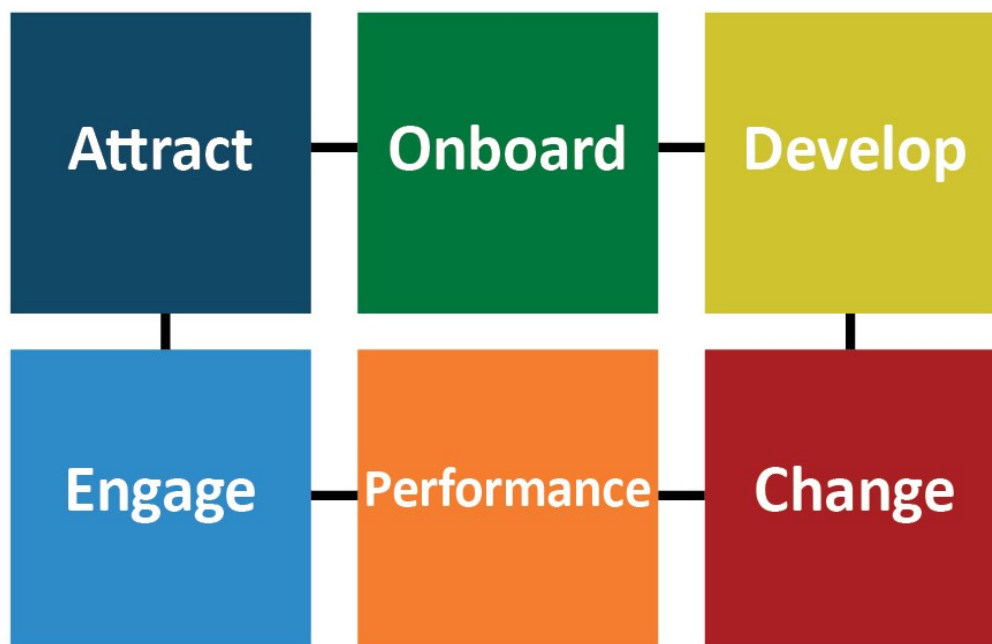 Attract
Onboard
Develop
Engage
Performance
Change